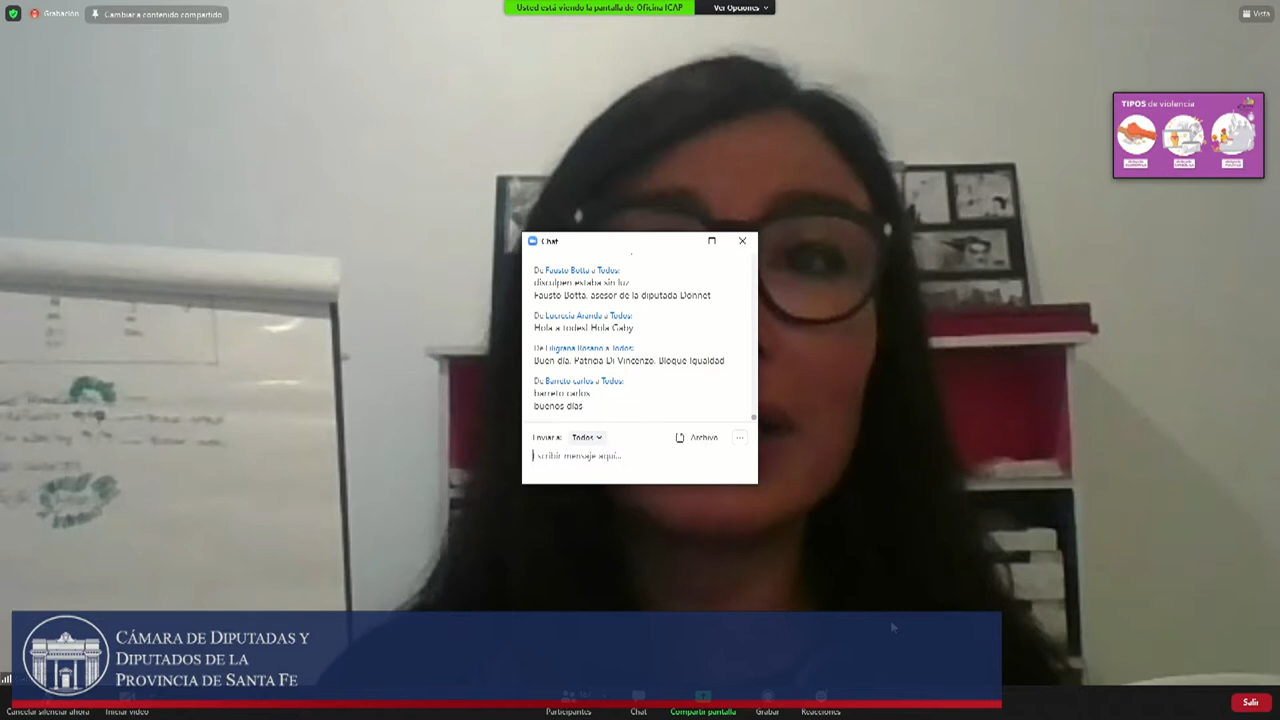 Usted está viendo la pantalla de Oficina ICAP
Ver Opciones
Grabación
Cambiar a contenido compartido
Vista
TIPOS de violencia
Chat
De Fausto Botta a Todos:
disculpen estaba sin luz
Fausto Botta. asesor de la diputada Donnet
De Lucrecia Aranda a Todos:
Hola a todes! Hola Gaby
De Filigrana Rosario a Todos:
Buen día. Patricia Di Vincenzo. Bloque Igualdad
De Barreto carlos a Todos:
barreto carlos
buenos días
Enviar a: Todos
Archivo
Escribir mensaje aquí...
CÁMARA DE DIPUTADAS Y
DIPUTADOS DE LA
PROVINCIA DE SANTA FE
Cancelar silenciar ahora
Iniciar video
Participantes
Chat
Compartir pantalla
Grabar
Reacciones
Salir